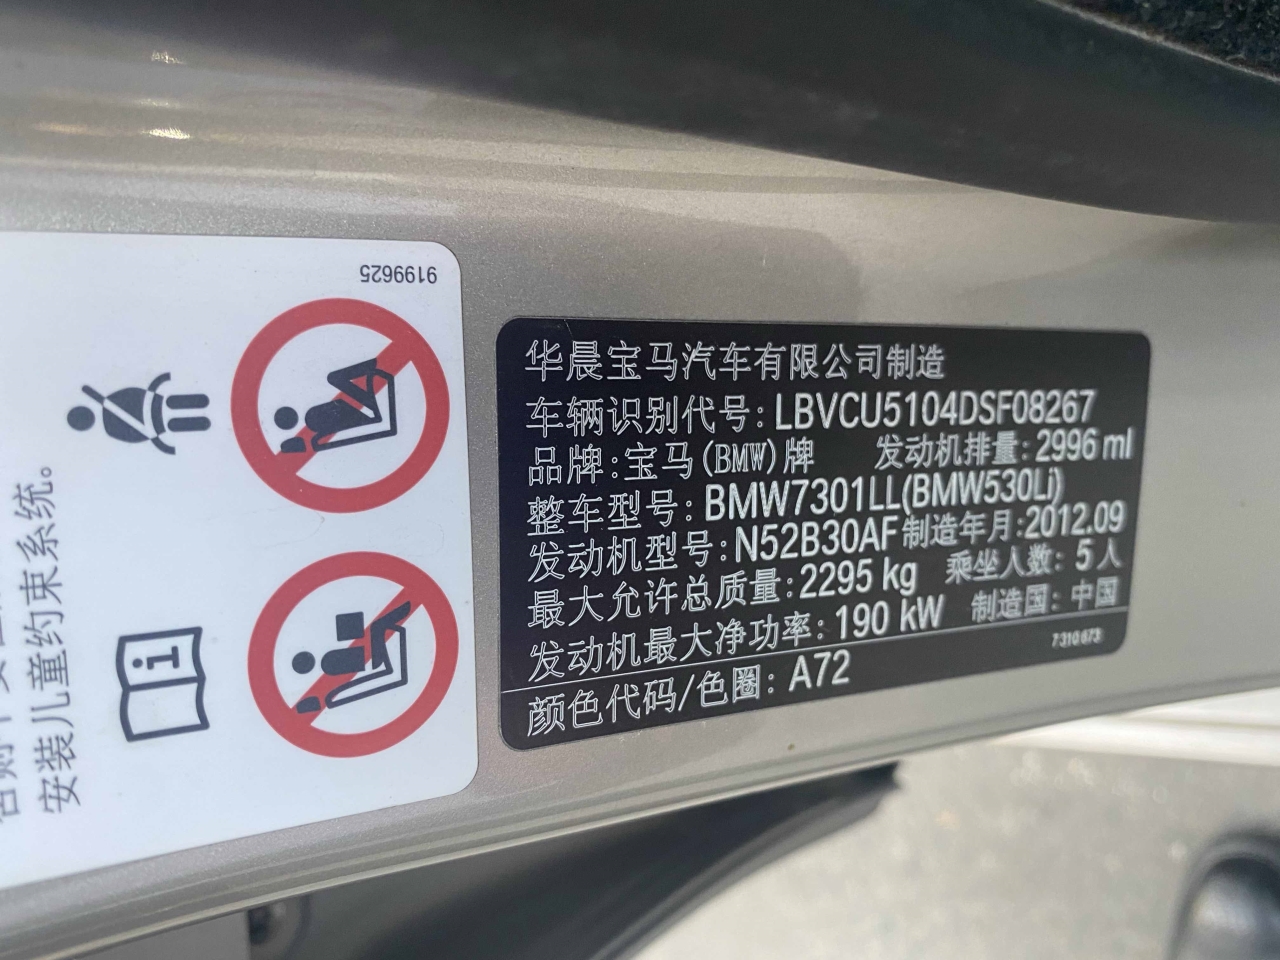 华晨宝马汽车有限公司制造
车辆识别代号: LBVCU5104DSF08267
品牌:宝马(BMW)牌 发动机排量: 2996 ml
整车型号: BMW7301LL(BMW530Li)
发动机型号: N52B30AF 制造年月:2012.09
最大允许总质量: 2295 kg 乘坐人数: 5 人
发动机最大净功率: 190 kW 制造国: 中国
7 310 673
颜色代码/色圈: A72
9199625
安装儿童约束系统。